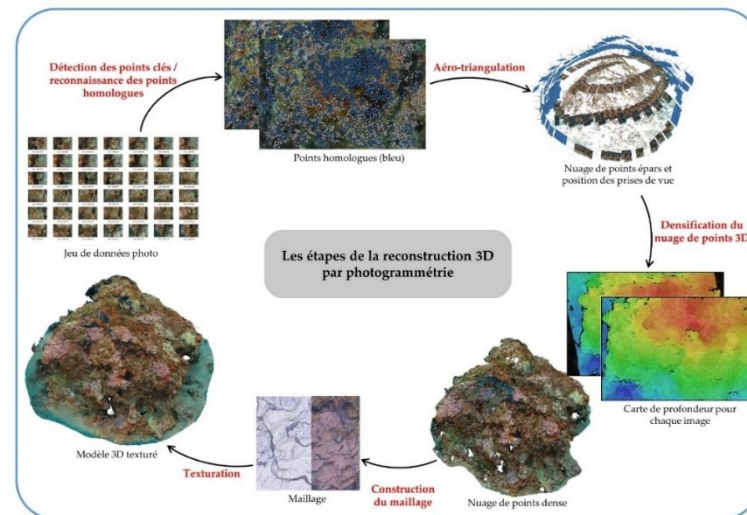 Détection des points clés /
reconnaissance des points
homologues
Aéro-triangulation
Points homologues (bleu)
Nuage de points épars et
position des prises de vue
Jeu de données photo
Densification du
nuage de points 3D
Les étapes de la reconstruction 3D
par photogrammétrie
Carte de profondeur pour
chaque image
Modèle 3D texturé
Texturation
Maillage
Construction
du maillage
Nuage de points dense